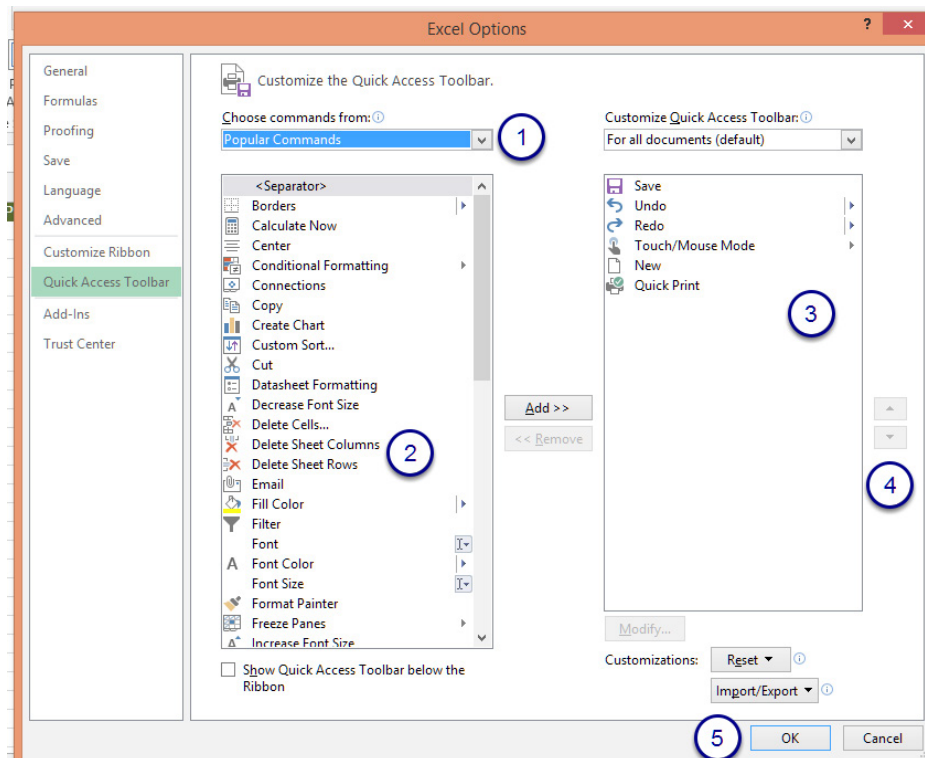 Excel Options
?
General
Formulas
Proofing
Save
Language
Advanced
Customize Ribbon
Quick Access Toolbar
Add-Ins
Trust Center
Customize the Quick Access Toolbar.
Choose commands from:
Popular Commands
1
<Separator>
Borders
Calculate Now
Center
Conditional Formatting
Connections
Copy
Create Chart
Custom Sort...
Cut
Datasheet Formatting
Decrease Font Size
Delete Cells...
Delete Sheet Columns
Delete Sheet Rows
2
Email
Fill Color
Filter
Font
Font Color
Font Size
Format Painter
Freeze Panes
Increase Font Size
Show Quick Access Toolbar below the
Ribbon
Add >>
<< Remove
Customize Quick Access Toolbar:
For all documents (default)
Save
Undo
Redo
Touch/Mouse Mode
New
Quick Print
3
4
Modify...
Customizations:
Reset
Import/Export
5
OK
Cancel